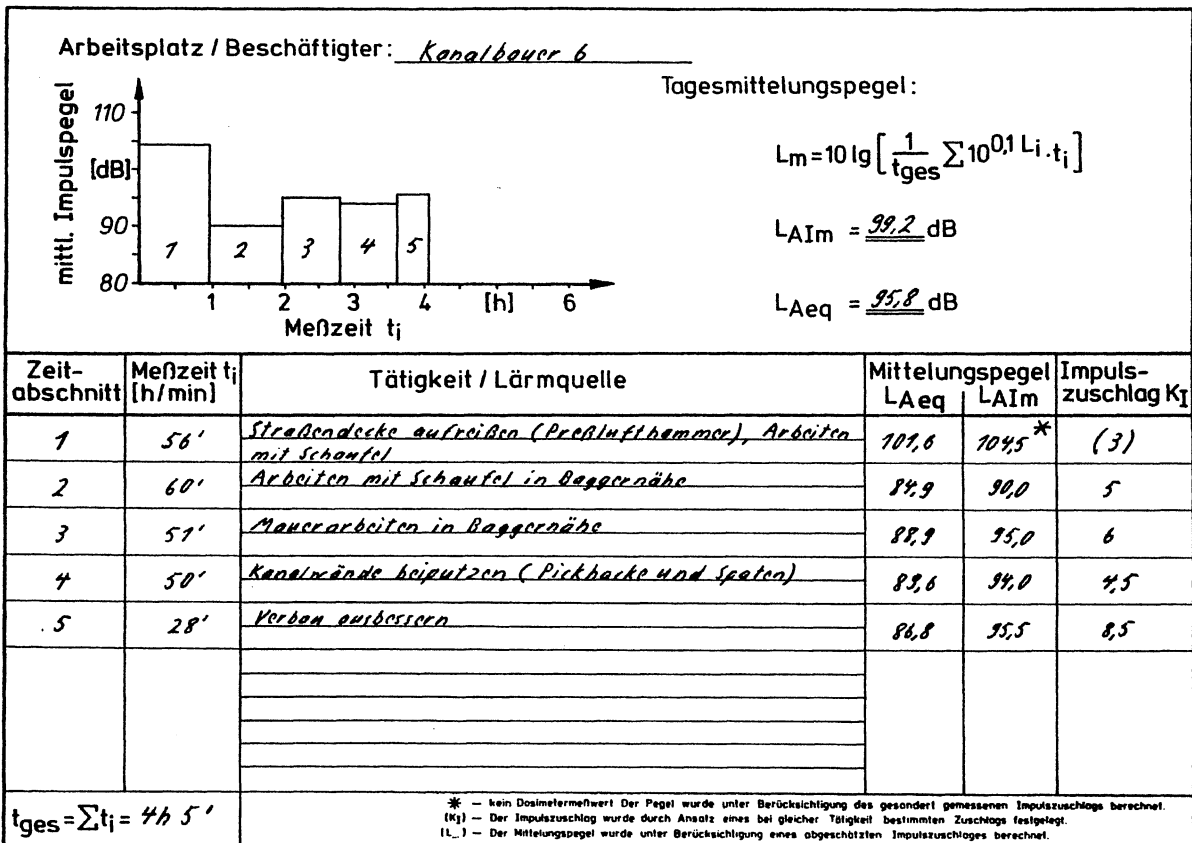 Arbeitsplatz / Beschäftigter: Kanalbauer 6
mittl. Impulspegel
[dB]
110
90
80
1 2 3 4 5
1 2 3 4 [h] 6
Meßzeit ti
Tagesmittelungspegel:
Lm = 10 lg [ 1/tges ∑ 10^0,1 Li · ti ]
LAIm = 99,2 dB
LAeq = 95,8 dB
Zeit-abschnitt | Meßzeit ti [h/min] | Tätigkeit / Lärmquelle | Mittelungspegel LAeq | LAIm | Impuls-zuschlag KI
1 | 56' | Straßendecke aufreißen (Preßlufthammer), Arbeiten mit Schaufel | 101,6 | 104,5 * | (3)
2 | 60' | Arbeiten mit Schaufel in Baggernähe | 84,9 | 90,0 | 5
3 | 51' | Mauerarbeiten in Baggernähe | 88,9 | 95,0 | 6
4 | 50' | Kanalwände beiputzen (Pickhacke und Spaten) | 89,6 | 94,0 | 4,5
5 | 28' | Verbau ausbessern | 86,8 | 95,5 | 8,5
tges = ∑ti = 4h 5'
* – kein Dosimetermeßwert Der Pegel wurde unter Berücksichtigung des gesondert gemessenen Impulszuschlags berechnet.
(KI) – Der Impulszuschlag wurde durch Ansatz eines bei gleicher Tätigkeit bestimmten Zuschlags festgelegt.
(L_) – Der Mittelungspegel wurde unter Berücksichtigung eines abgeschätzten Impulszuschlages berechnet.